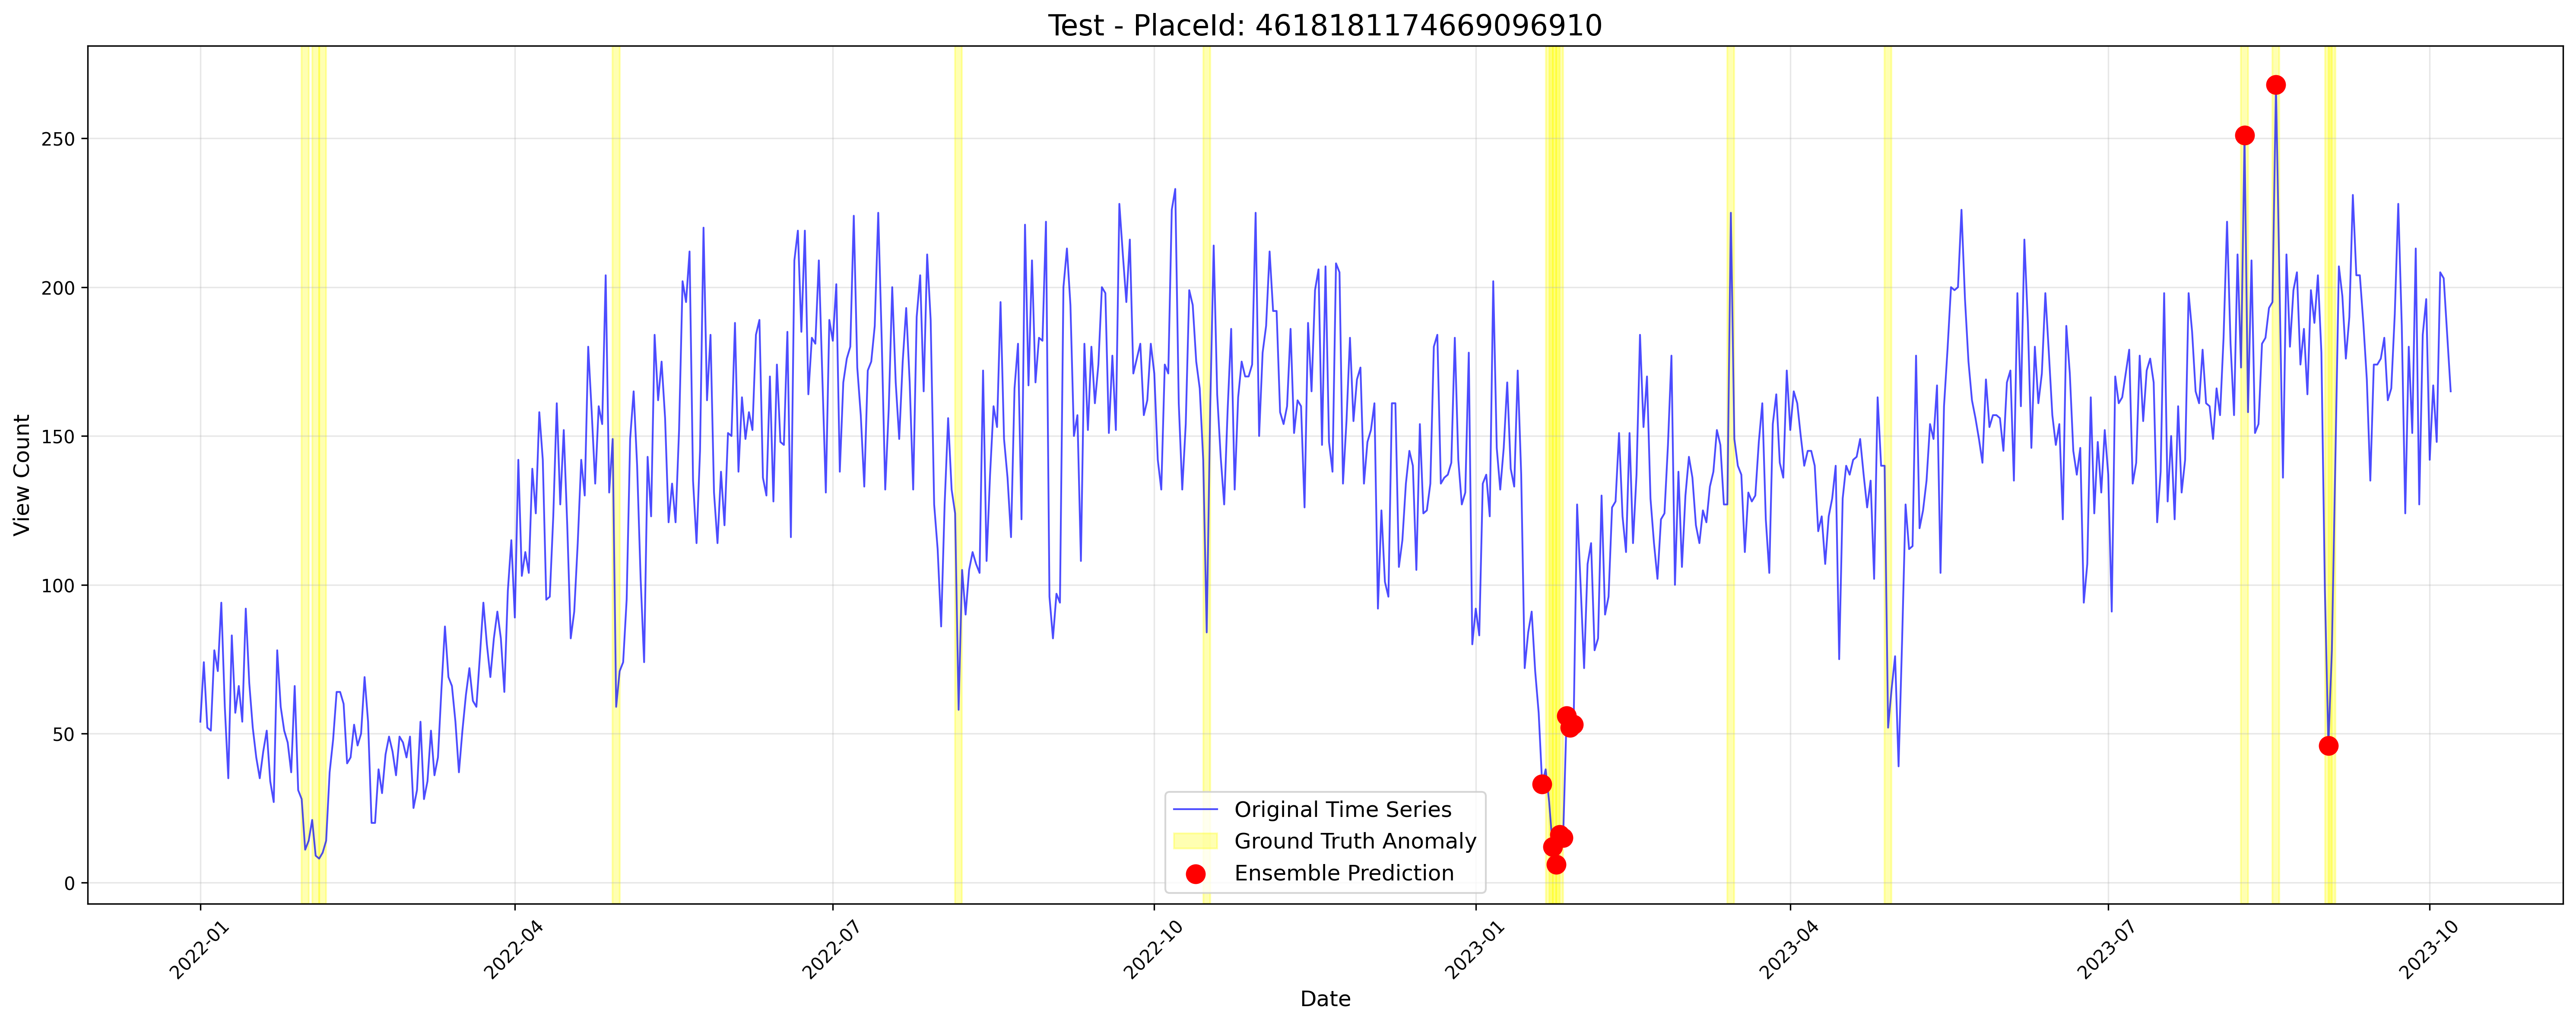 Test - PlaceId: 4618181174669096910
View Count
250
200
150
100
50
0
Original Time Series
Ground Truth Anomaly
Ensemble Prediction
2022-01
2022-04
2022-07
2022-10
2023-01
2023-04
2023-07
2023-10
Date